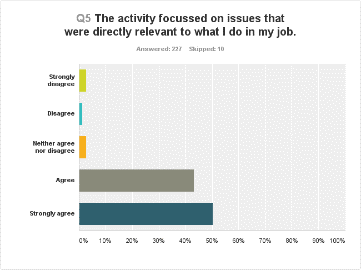 Q5 The activity focussed on issues that
were directly relevant to what I do in my job.
Answered: 227 Skipped: 10
Strongly
disagree
Disagree
Neither agree
nor disagree
Agree
Strongly agree
0% 10% 20% 30% 40% 50% 60% 70% 80% 90% 100%